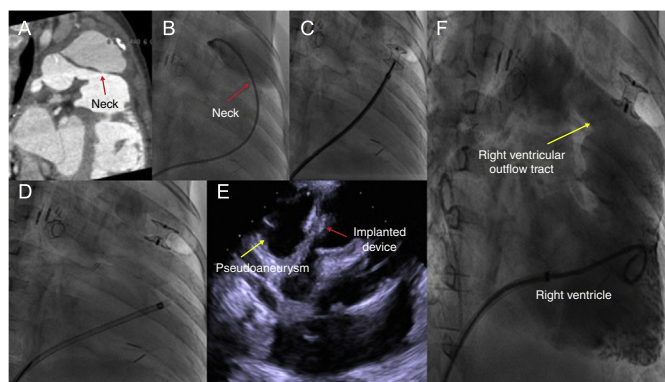 A
B
C
F
Neck
Neck
Right ventricular
outflow tract
D
E
Implanted
device
Pseudoaneurysm
Right ventricle